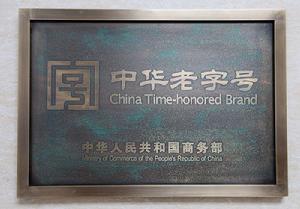 中华老字号
China Time-honored Brand
中华人民共和国商务部
Ministry of Commerce of the People's Republic of China